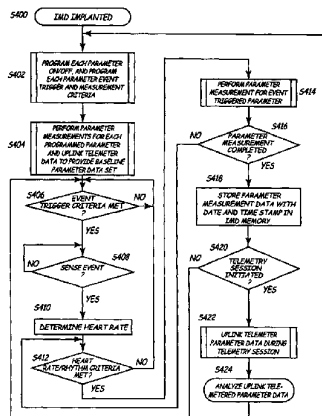 S400
IMD IMPLANTED
S402
PROGRAM EACH PARAMETER
ON/OFF, AND PROGRAM
EACH PARAMETER EVENT
TRIGGER AND MEASUREMENT
CRITERIA
S404
PERFORM PARAMETER
MEASUREMENTS FOR EACH
PROGRAMMED PARAMETER
AND UPLINK TELEMETER
DATA TO PROVIDE BASELINE
PARAMETER DATA SET
S406
EVENT
TRIGGER CRITERIA MET
?
NO
YES
S408
SENSE EVENT
?
NO
YES
S410
DETERMINE HEART RATE
S412
HEART
RATE/RHYTHM CRITERIA
MET ?
NO
YES
PERFORM PARAMETER
MEASUREMENT FOR EVENT
TRIGGERED PARAMETER
S414
S416
PARAMETER
MEASUREMENT
COMPLETED
?
NO
YES
S418
STORE PARAMETER
MEASUREMENT DATA WITH
DATE AND TIME STAMP IN
IMD MEMORY
S420
TELEMETRY
SESSION
INITIATED
?
NO
YES
S422
UPLINK TELEMETER
PARAMETER DATA DURING
TELEMETRY SESSION
S424
ANALYZE UPLINK TELE-
METERED PARAMETER DATA